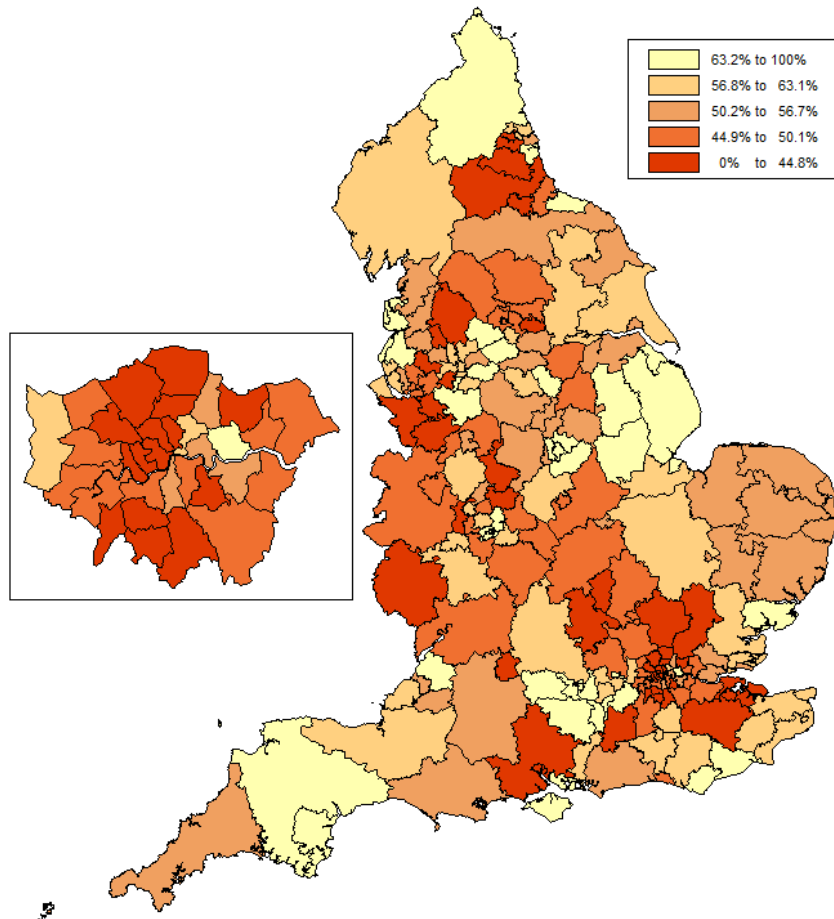 63.2% to 100%
56.8% to 63.1%
50.2% to 56.7%
44.9% to 50.1%
0% to 44.8%